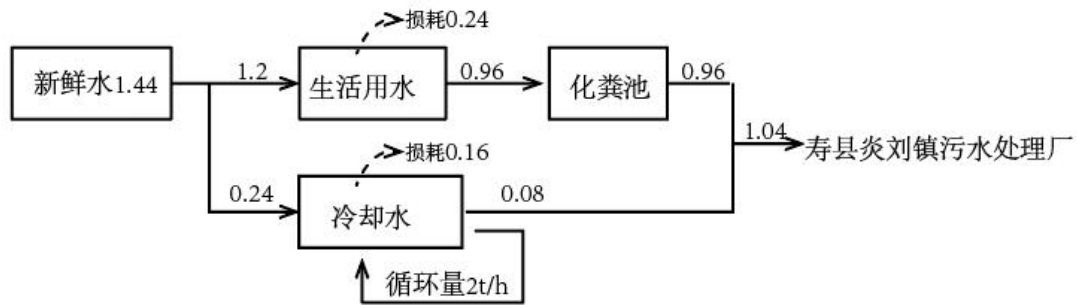 损耗0.24
新鲜水1.44
1.2
生活用水
0.96
化粪池
0.96
1.04
寿县炎刘镇污水处理厂
损耗0.16
0.24
冷却水
0.08
循环量2t/h